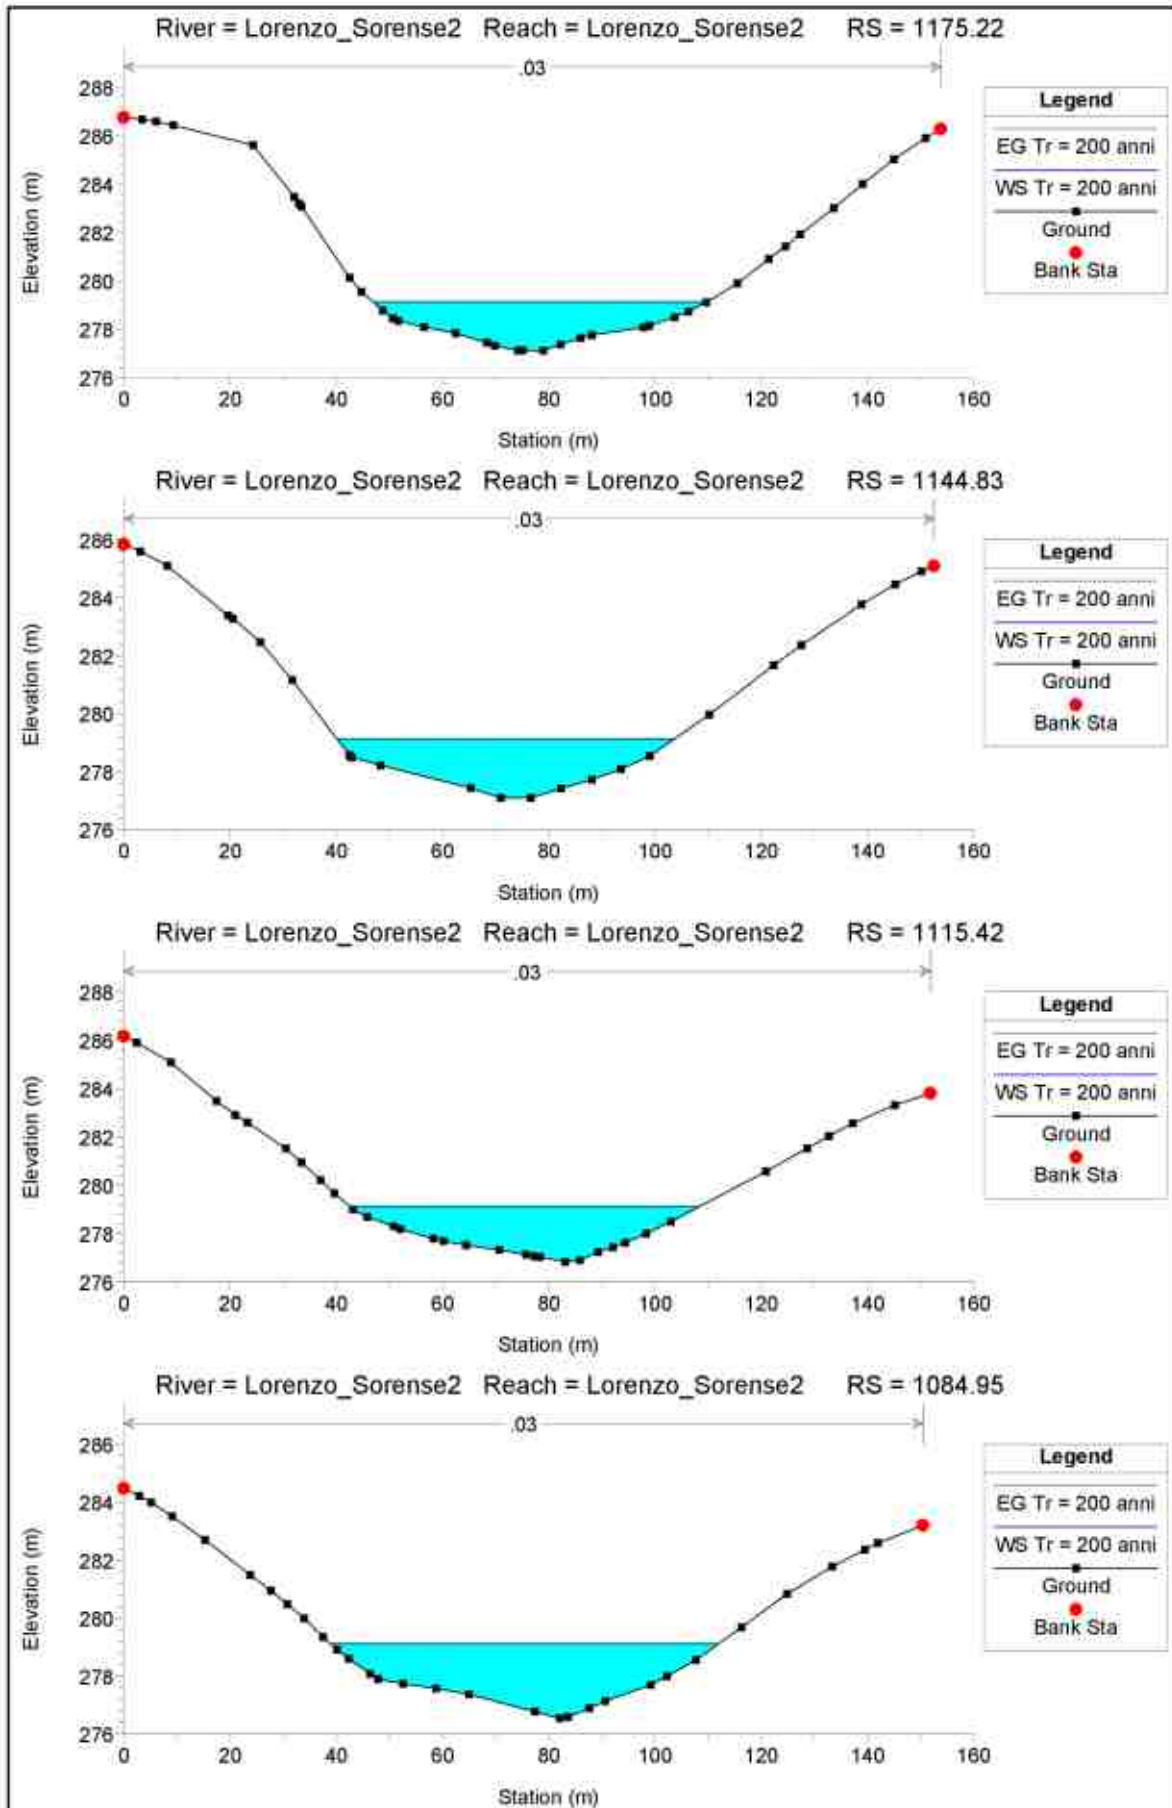 River = Lorenzo_Sorense2 Reach = Lorenzo_Sorense2 RS = 1175.22
.03
288
286
284
282
280
278
276
Elevation (m)
0 20 40 60 80 100 120 140 160
Station (m)
Legend
EG Tr = 200 anni
WS Tr = 200 anni
Ground
Bank Sta
River = Lorenzo_Sorense2 Reach = Lorenzo_Sorense2 RS = 1144.83
.03
286
284
282
280
278
276
Elevation (m)
0 20 40 60 80 100 120 140 160
Station (m)
Legend
EG Tr = 200 anni
WS Tr = 200 anni
Ground
Bank Sta
River = Lorenzo_Sorense2 Reach = Lorenzo_Sorense2 RS = 1115.42
.03
288
286
284
282
280
278
276
Elevation (m)
0 20 40 60 80 100 120 140 160
Station (m)
Legend
EG Tr = 200 anni
WS Tr = 200 anni
Ground
Bank Sta
River = Lorenzo_Sorense2 Reach = Lorenzo_Sorense2 RS = 1084.95
.03
286
284
282
280
278
276
Elevation (m)
0 20 40 60 80 100 120 140 160
Station (m)
Legend
EG Tr = 200 anni
WS Tr = 200 anni
Ground
Bank Sta